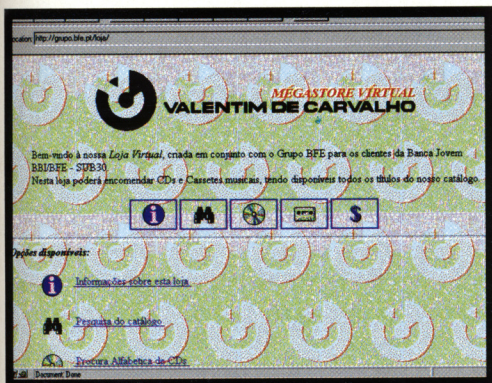 Location: http://grupo.bfe.pt/loja/
MEGASTORE VIRTUAL
VALENTIM DE CARVALHO
Bem-vindo à nossa Loja Virtual, criada em conjunto com o Grupo BFE para os clientes da Banca Jovem
BBI/BFE - SUB30.
Nesta loja poderá encomendar CDs e Cassetes musicais, tendo disponíveis todos os títulos do nosso catálogo.
i
$
Opções disponíveis:
i
Informações sobre esta loja
Pesquisa do catálogo
Procura Alfabética de CDs
Document: Done